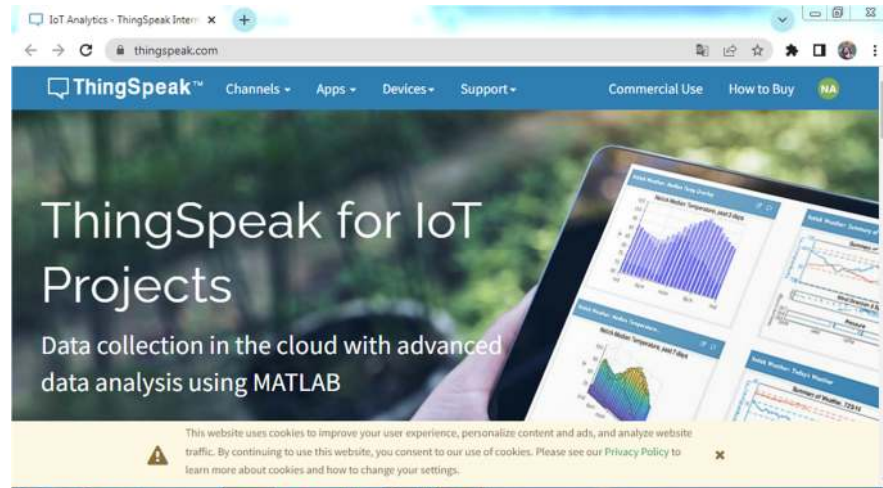 IoT Analytics - ThingSpeak Intern
thingspeak.com
ThingSpeak™ Channels Apps Devices Support Commercial Use How to Buy NA
ThingSpeak for IoT
Projects
Data collection in the cloud with advanced
data analysis using MATLAB
This website uses cookies to improve your user experience, personalize content and ads, and analyze website
traffic. By continuing to use this website, you consent to our use of cookies. Please see our Privacy Policy to
learn more about cookies and how to change your settings.